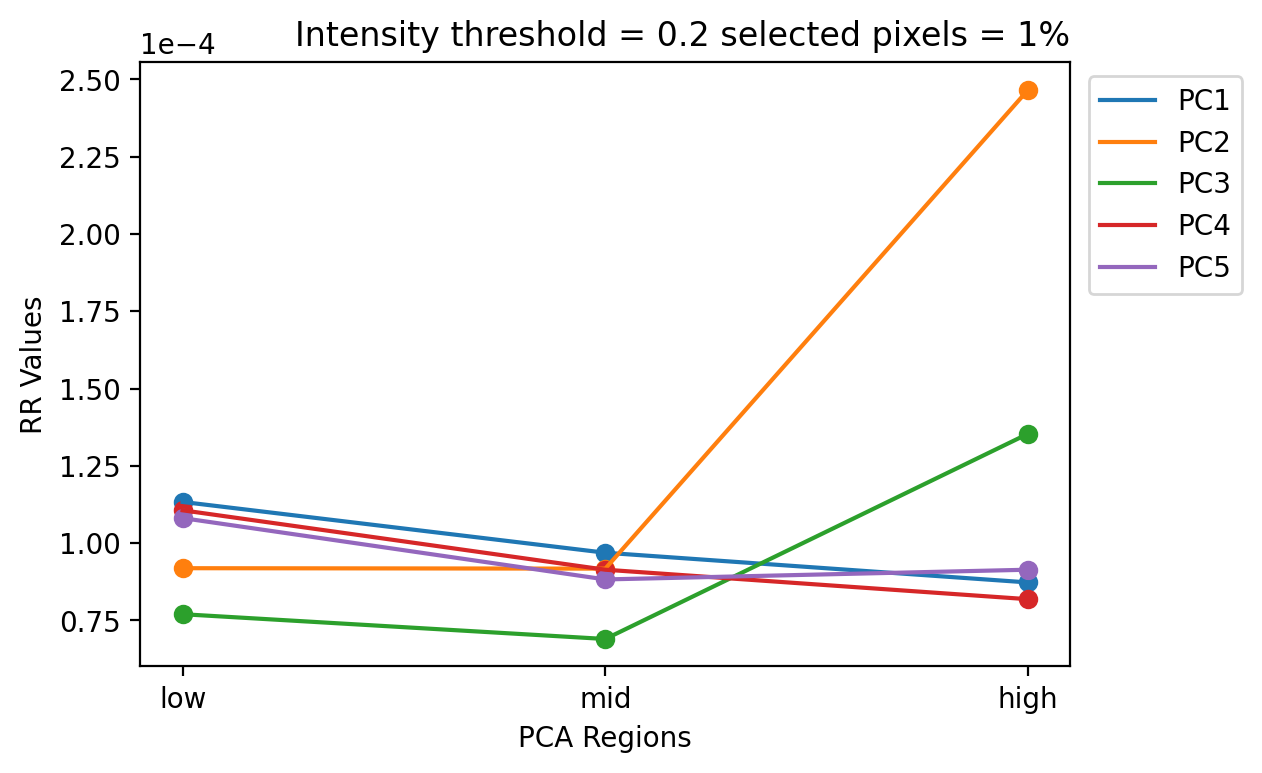 Intensity threshold = 0.2 selected pixels = 1%
1e−4
2.50
2.25
2.00
1.75
1.50
1.25
1.00
0.75
RR Values
low
mid
high
PCA Regions
PC1
PC2
PC3
PC4
PC5